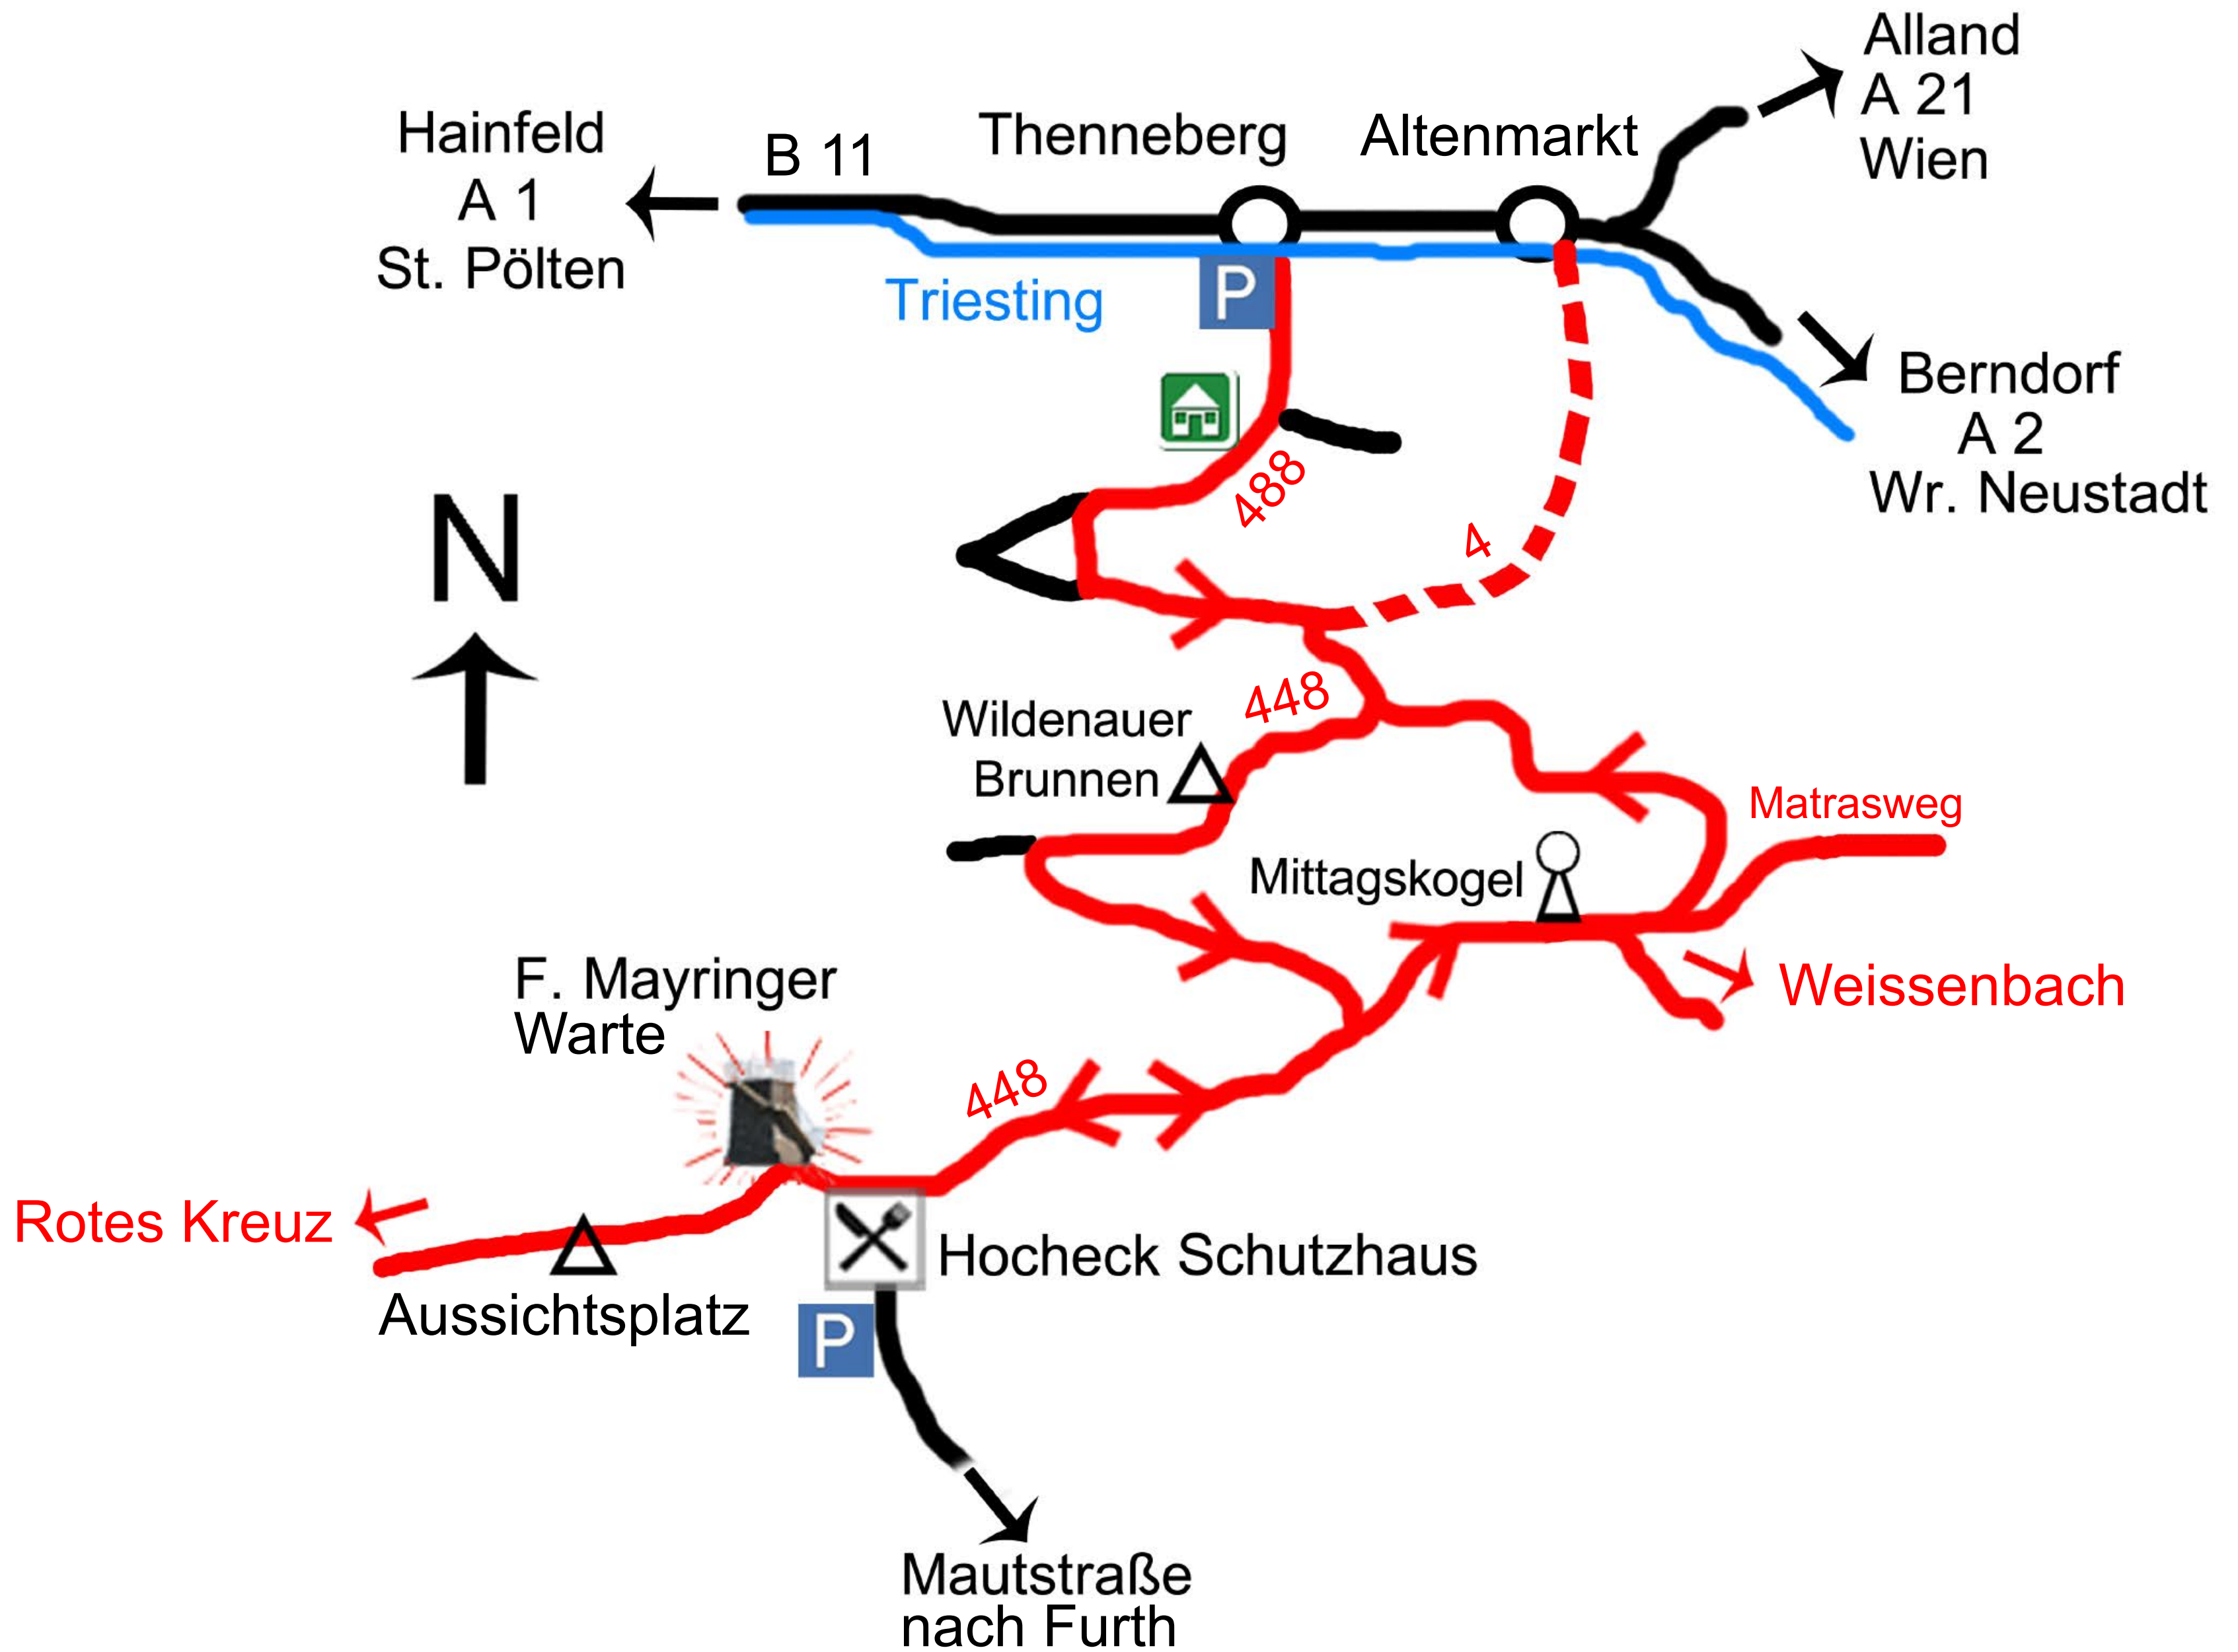 Alland
A 21
Wien
Hainfeld
A 1
St. Pölten
B 11
Thenneberg
Altenmarkt
Triesting
P
Berndorf
A 2
Wr. Neustadt
488
N
4
448
Wildenauer
Brunnen
Matrasweg
Mittagskogel
Weissenbach
F. Mayringer
Warte
448
Rotes Kreuz
Hocheck Schutzhaus
Aussichtsplatz
P
Mautstraße
nach Furth